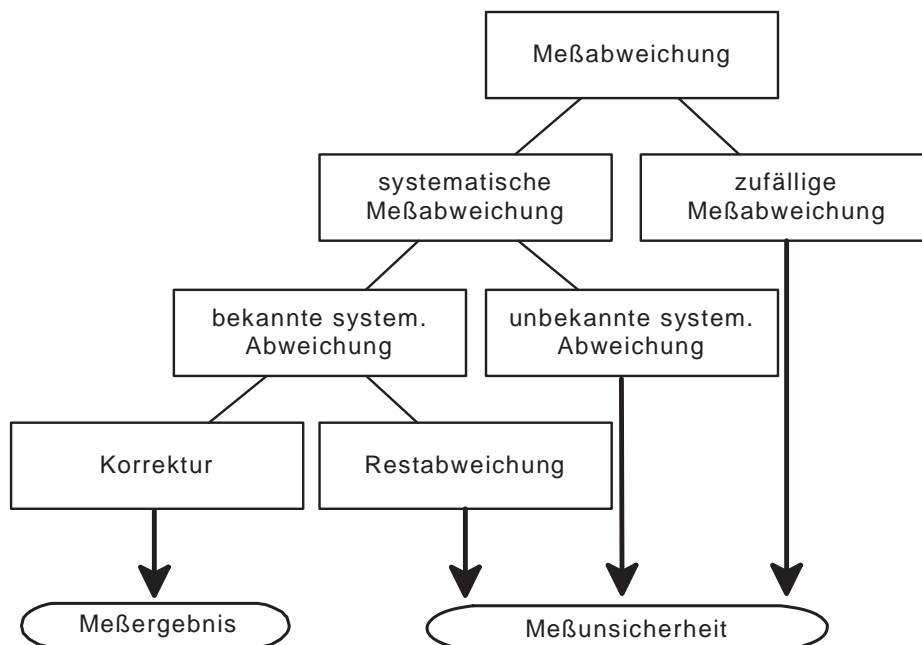 Meßabweichung
systematische
Meßabweichung
zufällige
Meßabweichung
bekannte system.
Abweichung
unbekannte system.
Abweichung
Korrektur
Restabweichung
Meßergebnis
Meßunsicherheit